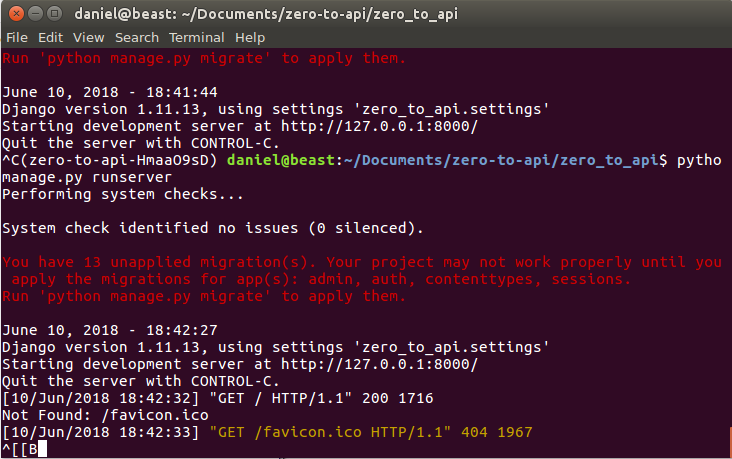 daniel@beast: ~/Documents/zero-to-api/zero_to_api
File Edit View Search Terminal Help
Run 'python manage.py migrate' to apply them.
June 10, 2018 - 18:41:44
Django version 1.11.13, using settings 'zero_to_api.settings'
Starting development server at http://127.0.0.1:8000/
Quit the server with CONTROL-C.
^C(zero-to-api-HmaaO9sD) daniel@beast:~/Documents/zero-to-api/zero_to_api$ pytho
manage.py runserver
Performing system checks...
System check identified no issues (0 silenced).
You have 13 unapplied migration(s). Your project may not work properly until you
apply the migrations for app(s): admin, auth, contenttypes, sessions.
Run 'python manage.py migrate' to apply them.
June 10, 2018 - 18:42:27
Django version 1.11.13, using settings 'zero_to_api.settings'
Starting development server at http://127.0.0.1:8000/
Quit the server with CONTROL-C.
[10/Jun/2018 18:42:32] "GET / HTTP/1.1" 200 1716
Not Found: /favicon.ico
[10/Jun/2018 18:42:33] "GET /favicon.ico HTTP/1.1" 404 1967
^[[B